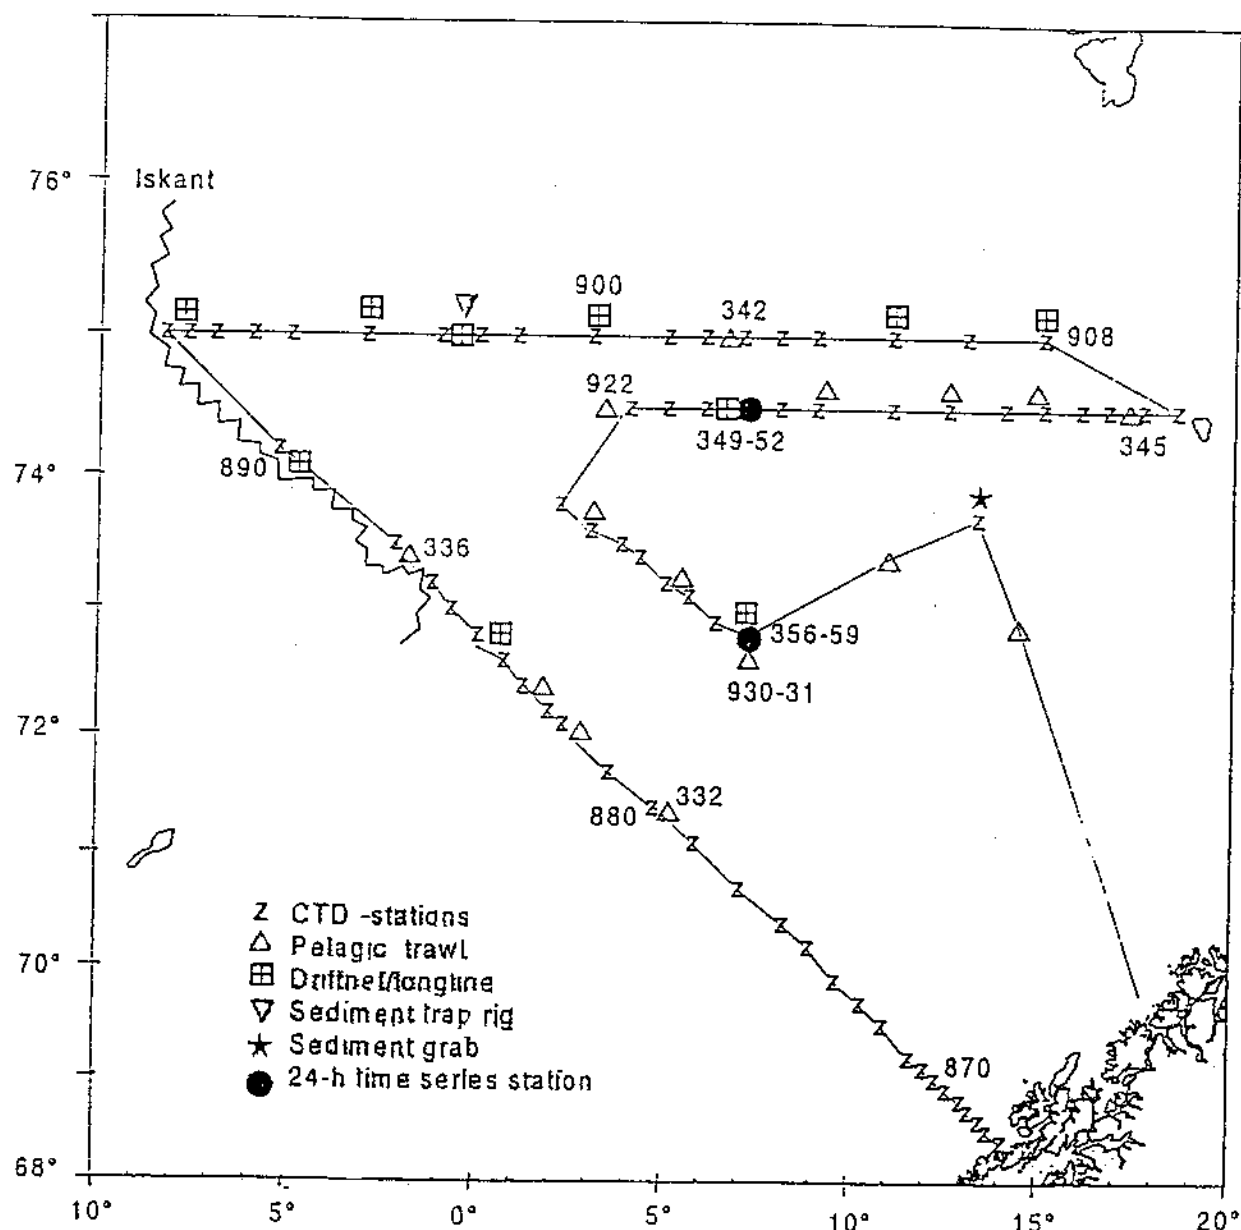 76°
Iskant
900
342
908
922
349-52
345
890
74°
336
356-59
930-31
72°
332
880
Z CTD -stations
Pelagic trawl
Driftnet/longline
Sediment trap rig
Sediment grab
24-h time series station
70°
870
68°
10° 5° 0° 5° 10° 15° 20°